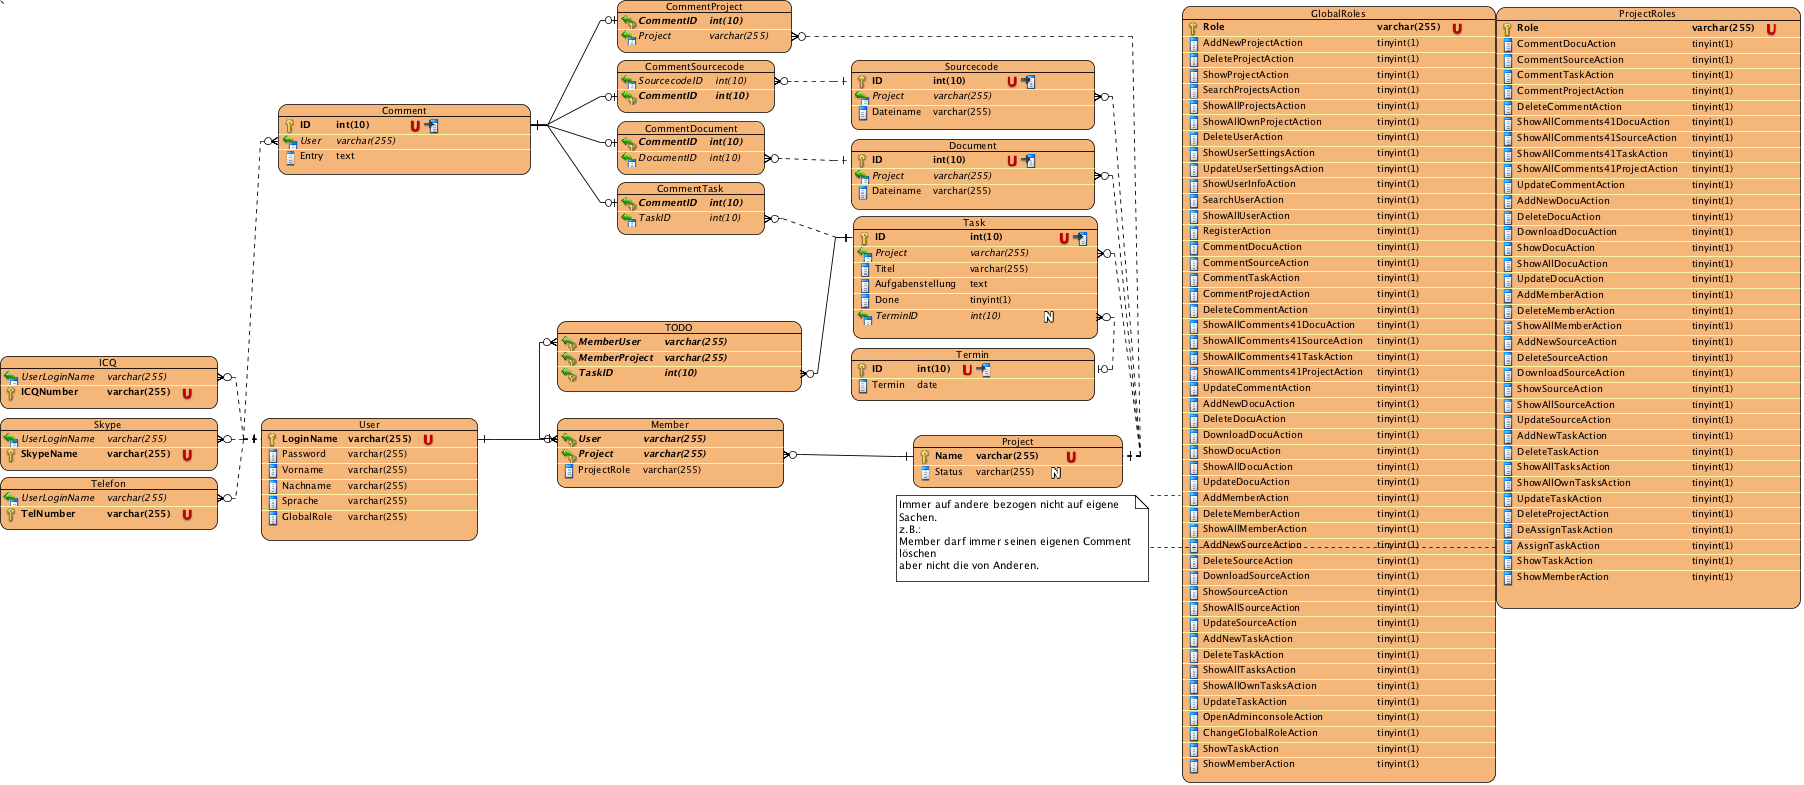 CommentProject
CommentID int(10)
Project varchar(255)
CommentSourcecode
SourcecodeID int(10)
CommentID int(10)
CommentDocument
CommentID int(10)
DocumentID int(10)
CommentTask
CommentID int(10)
TaskID int(10)
Comment
ID int(10) U
User varchar(255)
Entry text
Sourcecode
ID int(10) U
Project varchar(255)
Dateiname varchar(255)
Document
ID int(10) U
Project varchar(255)
Dateiname varchar(255)
Task
ID int(10) U
Project varchar(255)
Titel varchar(255)
Aufgabenstellung text
Done tinyint(1)
TerminID int(10) N
Termin
ID int(10) U
Termin date
TODO
MemberUser varchar(255)
MemberProject varchar(255)
TaskID int(10)
ICQ
UserLoginName varchar(255)
ICQNumber varchar(255) U
Skype
UserLoginName varchar(255)
SkypeName varchar(255) U
Telefon
UserLoginName varchar(255)
TelNumber varchar(255) U
User
LoginName varchar(255) U
Password varchar(255)
Vorname varchar(255)
Nachname varchar(255)
Sprache varchar(255)
GlobalRole varchar(255)
Member
User varchar(255)
Project varchar(255)
ProjectRole varchar(255)
Project
Name varchar(255) U
Status varchar(255) N
Immer auf andere bezogen nicht auf eigene
Sachen.
z.B.:
Member darf immer seinen eigenen Comment
löschen
aber nicht die von Anderen.
GlobalRoles
Role varchar(255) U
AddNewProjectAction tinyint(1)
DeleteProjectAction tinyint(1)
ShowProjectAction tinyint(1)
SearchProjectsAction tinyint(1)
ShowAllProjectsAction tinyint(1)
ShowAllOwnProjectAction tinyint(1)
DeleteUserAction tinyint(1)
ShowUserSettingsAction tinyint(1)
UpdateUserSettingsAction tinyint(1)
ShowUserInfoAction tinyint(1)
SearchUserAction tinyint(1)
ShowAllUserAction tinyint(1)
RegisterAction tinyint(1)
CommentDocuAction tinyint(1)
CommentSourceAction tinyint(1)
CommentTaskAction tinyint(1)
CommentProjectAction tinyint(1)
DeleteCommentAction tinyint(1)
ShowAllComments41DocuAction tinyint(1)
ShowAllComments41SourceAction tinyint(1)
ShowAllComments41TaskAction tinyint(1)
ShowAllComments41ProjectAction tinyint(1)
UpdateCommentAction tinyint(1)
AddNewDocuAction tinyint(1)
DeleteDocuAction tinyint(1)
DownloadDocuAction tinyint(1)
ShowDocuAction tinyint(1)
ShowAllDocuAction tinyint(1)
UpdateDocuAction tinyint(1)
AddMemberAction tinyint(1)
DeleteMemberAction tinyint(1)
ShowAllMemberAction tinyint(1)
AddNewSourceAction tinyint(1)
DeleteSourceAction tinyint(1)
DownloadSourceAction tinyint(1)
ShowSourceAction tinyint(1)
ShowAllSourceAction tinyint(1)
UpdateSourceAction tinyint(1)
AddNewTaskAction tinyint(1)
DeleteTaskAction tinyint(1)
ShowAllTasksAction tinyint(1)
ShowAllOwnTasksAction tinyint(1)
UpdateTaskAction tinyint(1)
OpenAdminconsoleAction tinyint(1)
ChangeGlobalRoleAction tinyint(1)
ShowTaskAction tinyint(1)
ShowMemberAction tinyint(1)
ProjectRoles
Role varchar(255) U
CommentDocuAction tinyint(1)
CommentSourceAction tinyint(1)
CommentTaskAction tinyint(1)
CommentProjectAction tinyint(1)
DeleteCommentAction tinyint(1)
ShowAllComments41DocuAction tinyint(1)
ShowAllComments41SourceAction tinyint(1)
ShowAllComments41TaskAction tinyint(1)
ShowAllComments41ProjectAction tinyint(1)
UpdateCommentAction tinyint(1)
AddNewDocuAction tinyint(1)
DeleteDocuAction tinyint(1)
DownloadDocuAction tinyint(1)
ShowDocuAction tinyint(1)
ShowAllDocuAction tinyint(1)
UpdateDocuAction tinyint(1)
AddMemberAction tinyint(1)
DeleteMemberAction tinyint(1)
ShowAllMemberAction tinyint(1)
AddNewSourceAction tinyint(1)
DeleteSourceAction tinyint(1)
DownloadSourceAction tinyint(1)
ShowSourceAction tinyint(1)
ShowAllSourceAction tinyint(1)
UpdateSourceAction tinyint(1)
AddNewTaskAction tinyint(1)
DeleteTaskAction tinyint(1)
ShowAllTasksAction tinyint(1)
ShowAllOwnTasksAction tinyint(1)
UpdateTaskAction tinyint(1)
DeleteProjectAction tinyint(1)
DeAssignTaskAction tinyint(1)
AssignTaskAction tinyint(1)
ShowTaskAction tinyint(1)
ShowMemberAction tinyint(1)